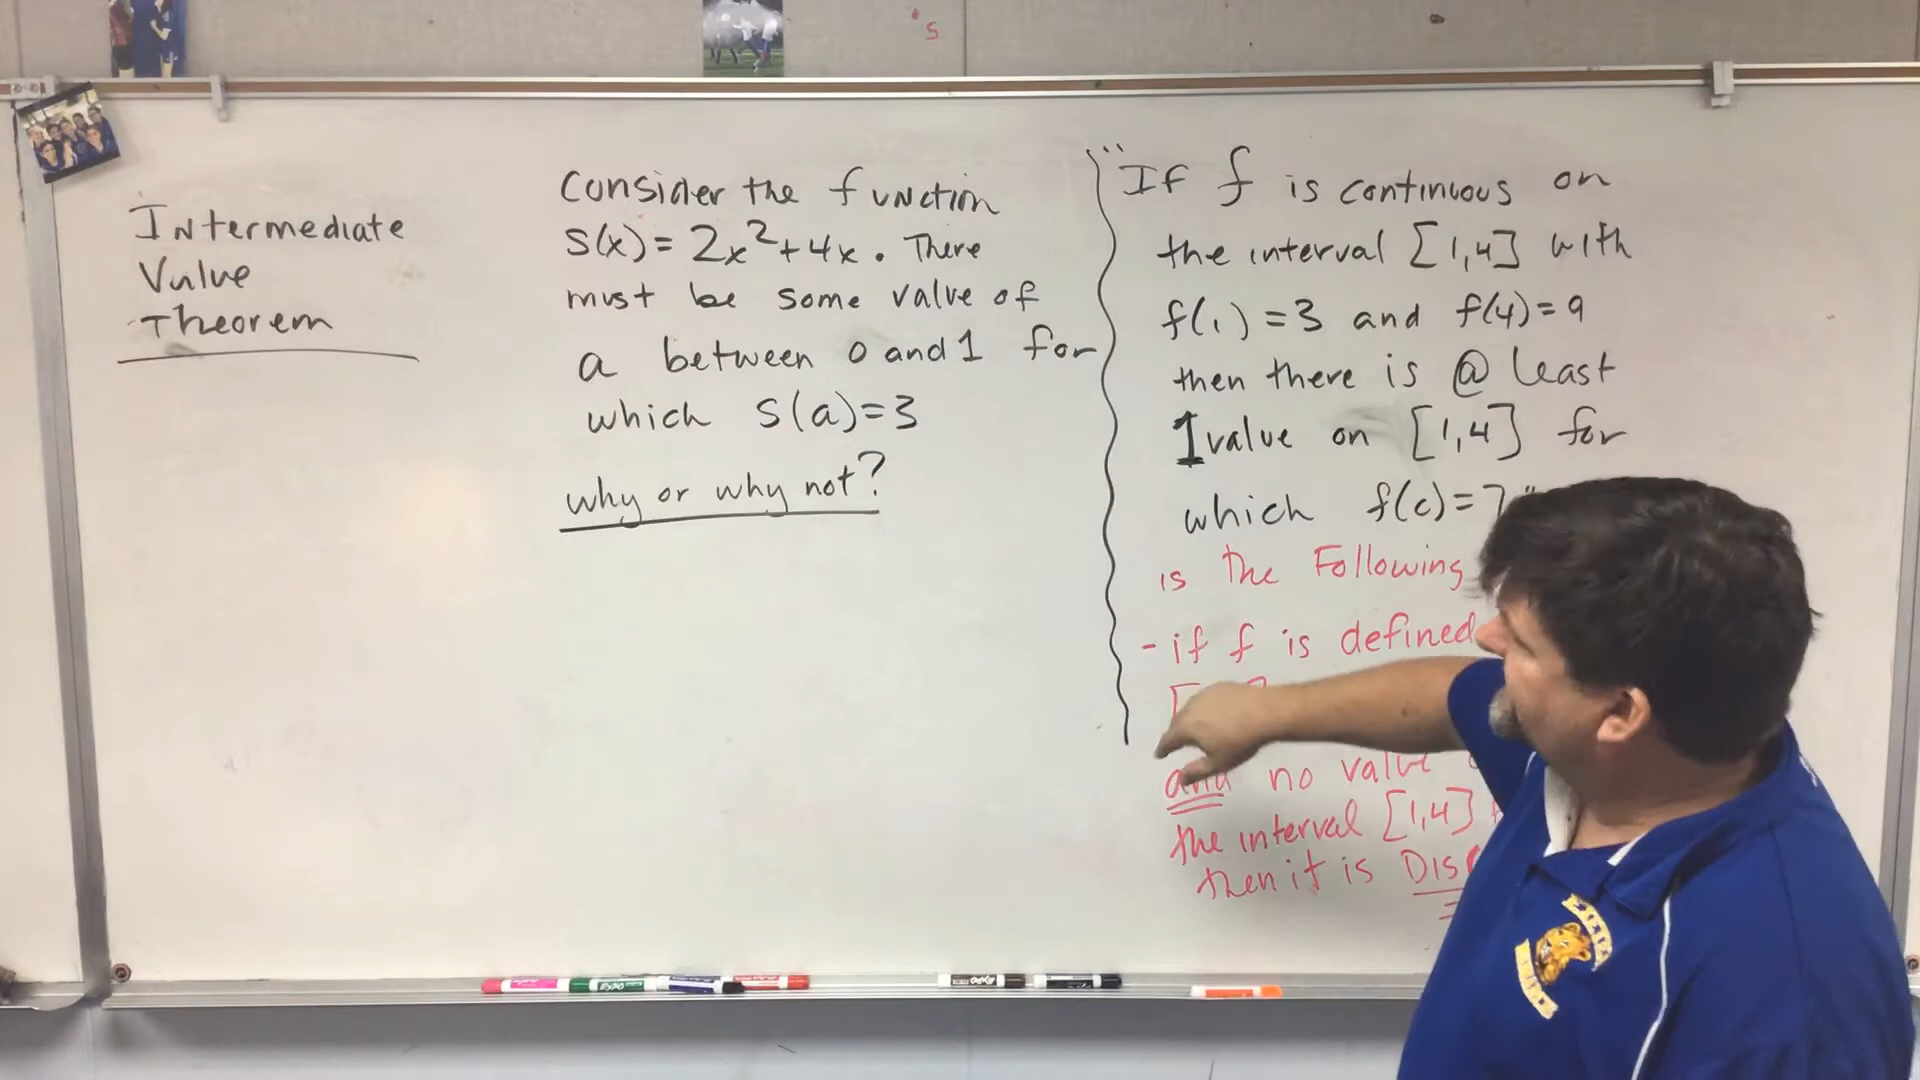 's
Intermediate
Value
Theorem
Consider the function
S(x) = 2x²+4x. There
must be some value of
a between 0 and 1 for
which S(a)=3
why or why not?
"If f is continuous on
the interval [1,4] with
f(1) = 3 and f(4) = 9
then there is @ least
1 value on [1,4] for
which f(c)=7"
is the Following
- if f is defined
and no value
the interval [1,4]
then it is
EXPO
EXPO